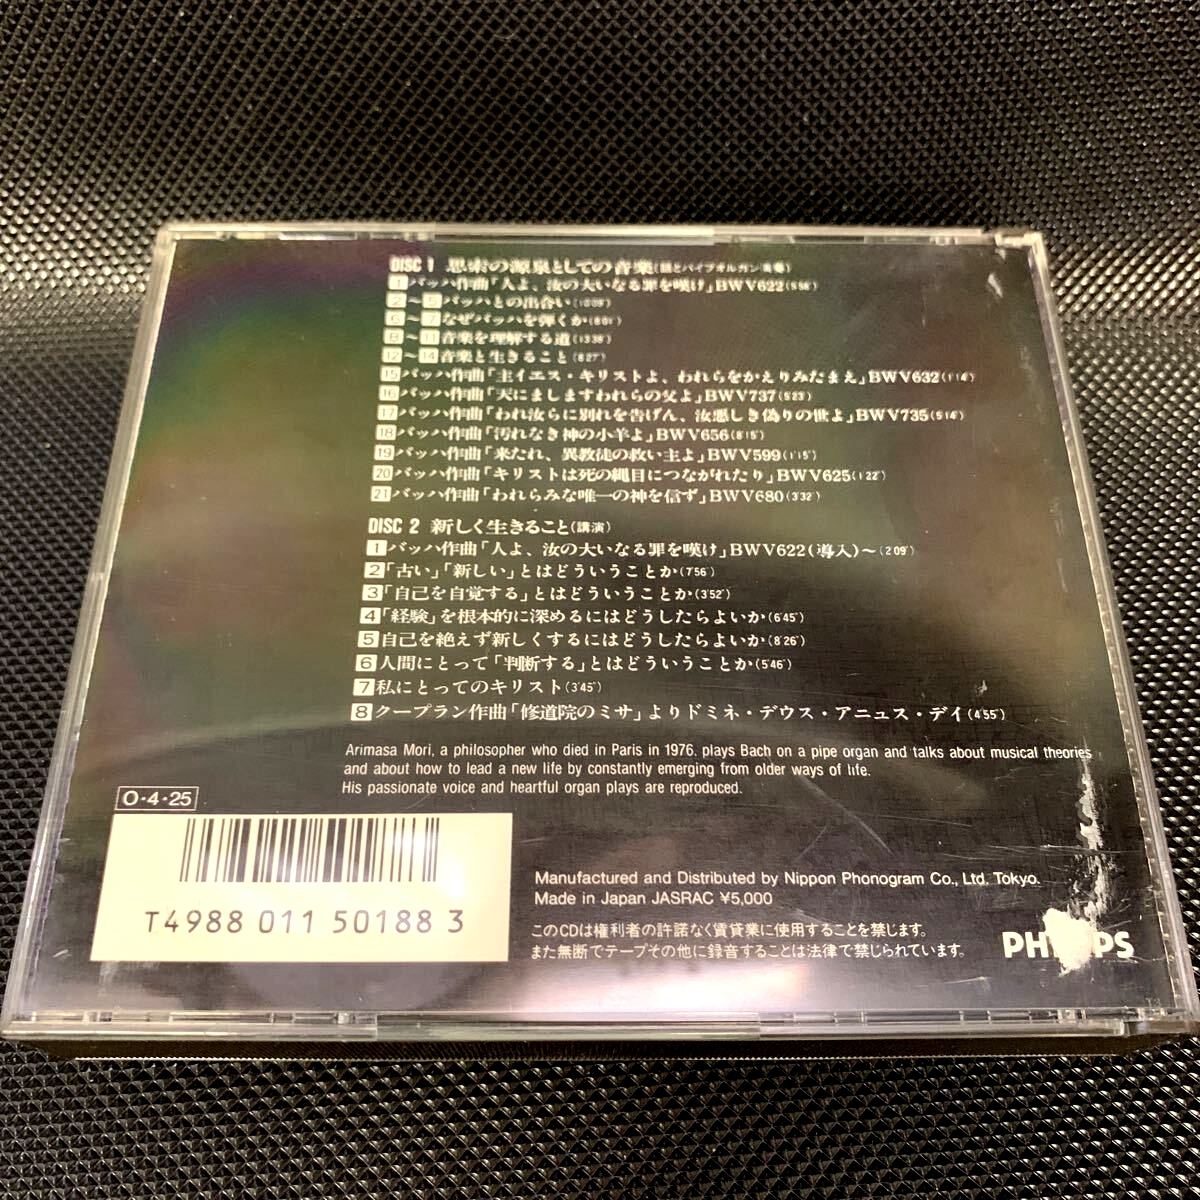 DISC 1 思索の源泉としての音楽(話とパイプオルガン演奏)
1 バッハ作曲「人よ、汝の大いなる罪を嘆け」BWV622(5'56")
2～5 バッハとの出合い(10'09")
6～7 なぜバッハを弾くか(8'01")
8～11 音楽を理解する道(13'38")
12～14 音楽と生きること(8'27")
15 バッハ作曲「主イエス・キリストよ、われらをかえりみたまえ」BWV632(1'14")
16 バッハ作曲「天にましますわれらの父よ」BWV737(5'23")
17 バッハ作曲「われ汝らに別れを告げん、汝悪しき偽りの世よ」BWV735(5'14")
18 バッハ作曲「汚れなき神の小羊よ」BWV656(8'15")
19 バッハ作曲「来たれ、異教徒の救い主よ」BWV599(1'15")
20 バッハ作曲「キリストは死の縄目につながれたり」BWV625(1'22")
21 バッハ作曲「われらみな唯一の神を信ず」BWV680(3'32")
DISC 2 新しく生きること(講演)
1 バッハ作曲「人よ、汝の大いなる罪を嘆け」BWV622(導入)～(2'09")
2 「古い」「新しい」とはどういうことか(7'56")
3 「自己を自覚する」とはどういうことか(3'52")
4 「経験」を根本的に深めるにはどうしたらよいか(6'45")
5 自己を絶えず新しくするにはどうしたらよいか(8'26")
6 人間にとって「判断する」とはどういうことか(5'46")
7 私にとってのキリスト(3'45")
8 クープラン作曲「修道院のミサ」よりドミネ・デウス・アニュス・デイ(4'55")
Arimasa Mori, a philosopher who died in Paris in 1976. plays Bach on a pipe organ and talks about musical theories
and about how to lead a new life by constantly emerging from older ways of life.
His passionate voice and heartful organ plays are reproduced.
O・4・25
T4988 011 50188 3
Manufactured and Distributed by Nippon Phonogram Co., Ltd. Tokyo.
Made in Japan JASRAC ¥5,000
このCDは権利者の許諾なく賃貸業に使用することを禁じます。
また無断でテープその他に録音することは法律で禁じられています。